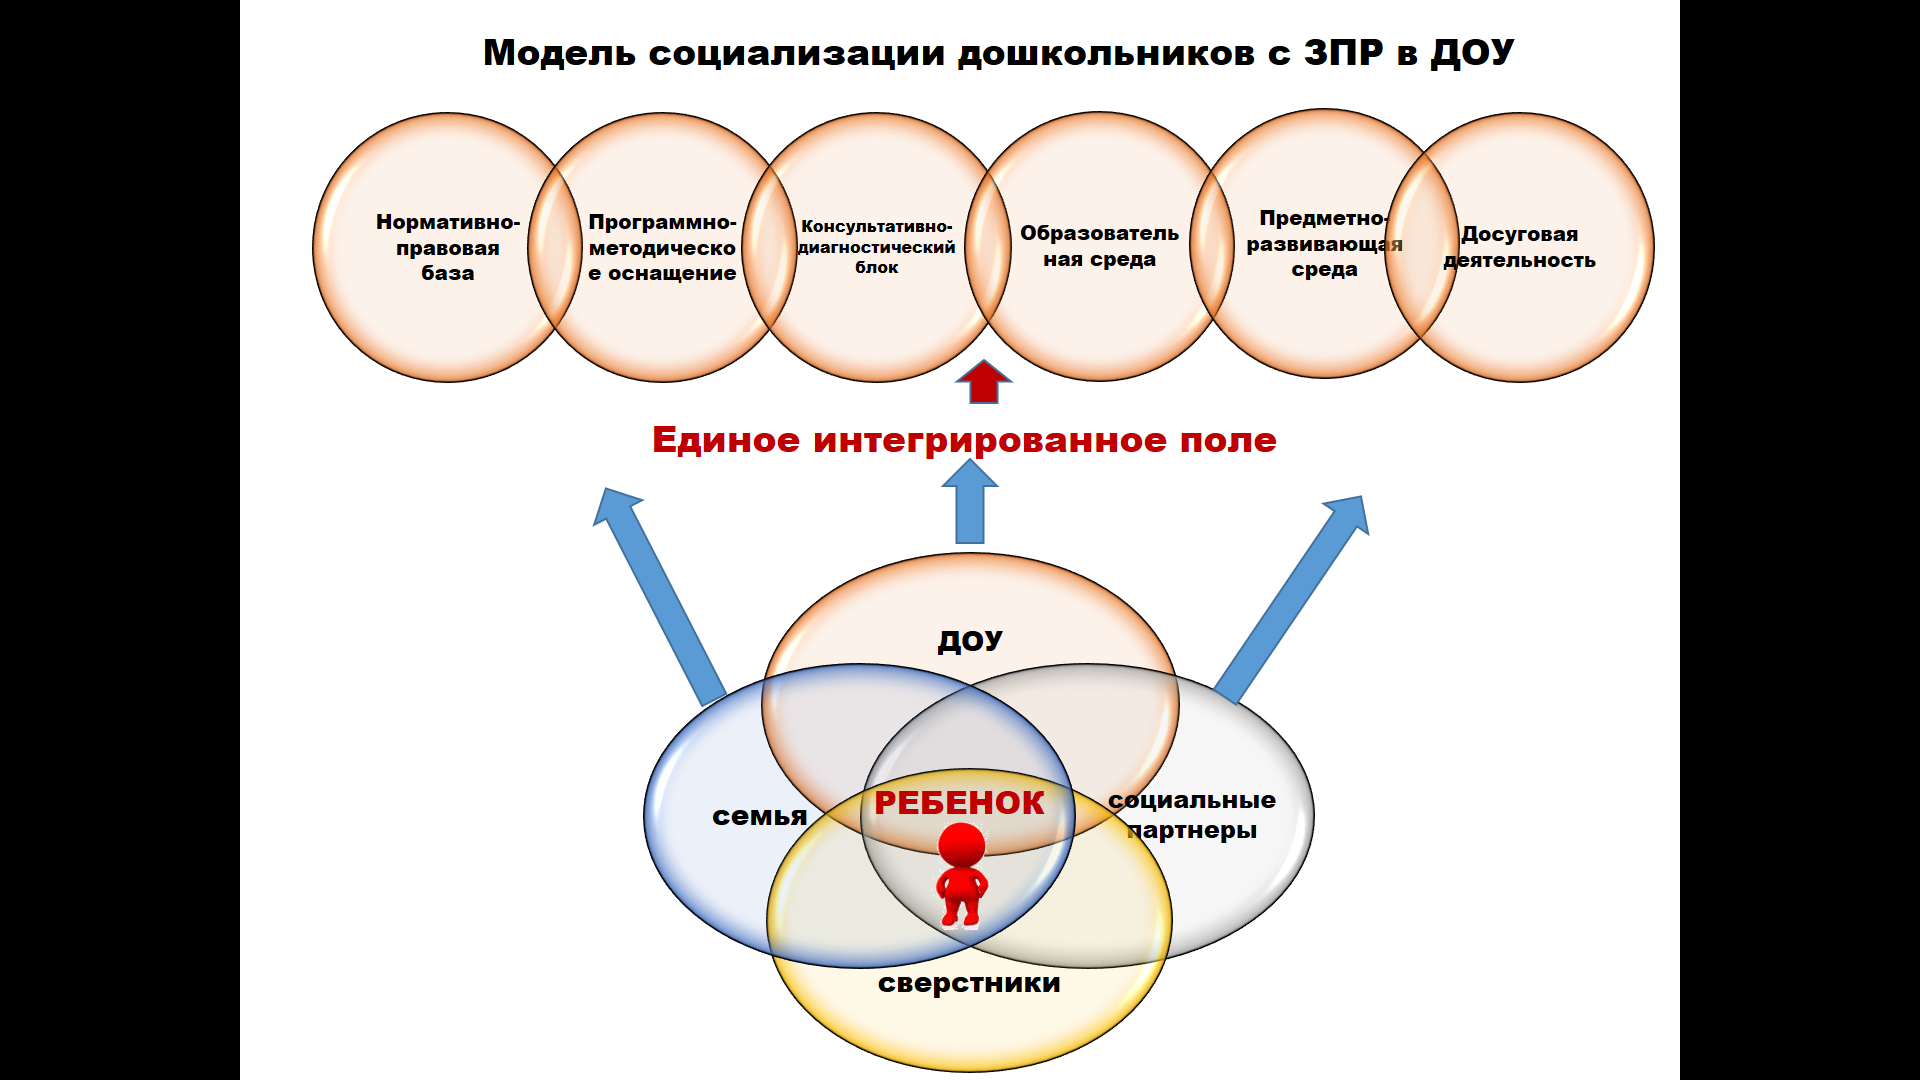 Модель социализации дошкольников с ЗПР в ДОУ
Нормативно-
правовая
база
Программно-
методическо
е оснащение
Консультативно-
диагностический
блок
Образователь
ная среда
Предметно-
развивающая
среда
Досуговая
деятельность
Единое интегрированное поле
ДОУ
семья
РЕБЕНОК
социальные
партнеры
сверстники